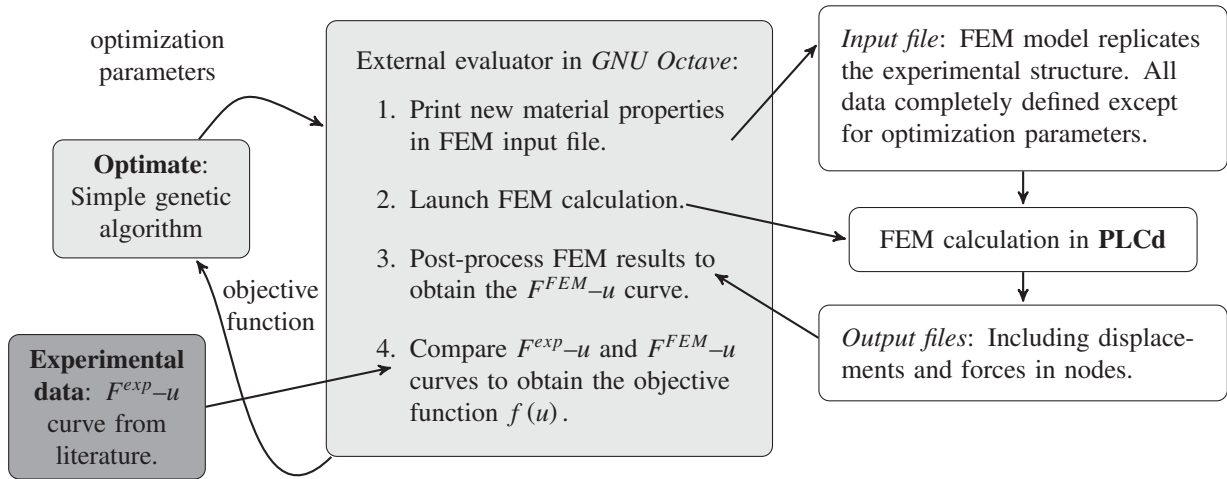 optimization
parameters
Optimate:
Simple genetic
algorithm
objective
function
Experimental
data: F^{exp}–u
curve from
literature.
External evaluator in GNU Octave:
1. Print new material properties
in FEM input file.
2. Launch FEM calculation.
3. Post-process FEM results to
obtain the F^{FEM}–u curve.
4. Compare F^{exp}–u and F^{FEM}–u
curves to obtain the objective
function f(u).
Input file: FEM model replicates
the experimental structure. All
data completely defined except
for optimization parameters.
FEM calculation in PLCd
Output files: Including displace-
ments and forces in nodes.